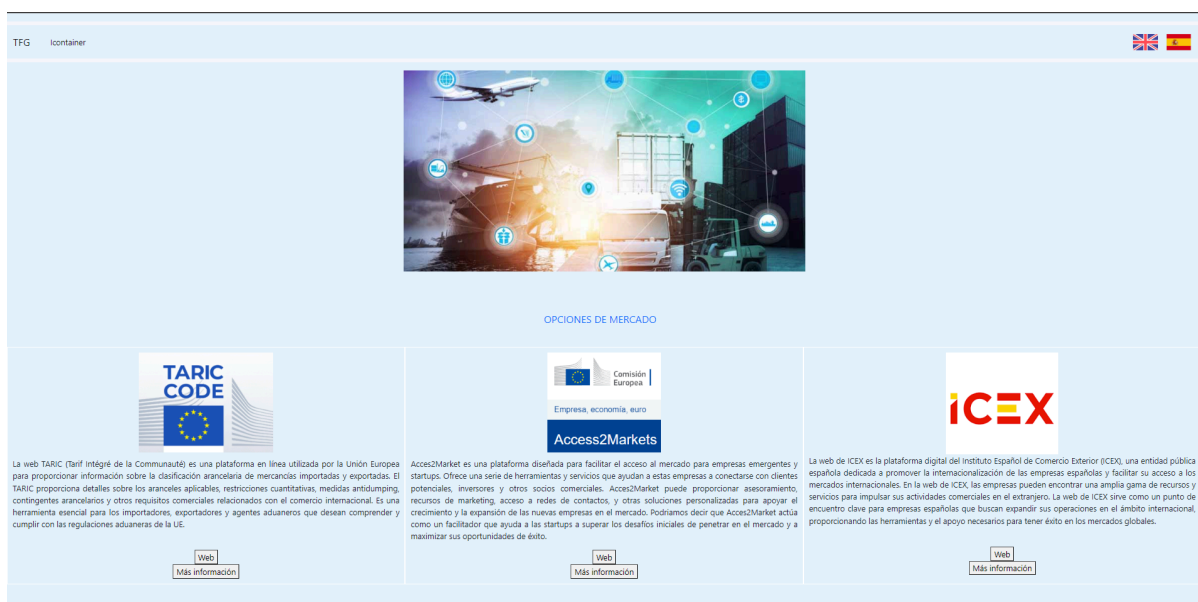 TFG Icontainer
OPCIONES DE MERCADO
TARIC
CODE
La web TARIC (Tarif Intégré de la Communauté) es una plataforma en línea utilizada por la Unión Europea
para proporcionar información sobre la clasificación arancelaria de mercancías importadas y exportadas. El
TARIC proporciona detalles sobre los aranceles aplicables, restricciones cuantitativas, medidas antidumping,
contingentes arancelarios y otros requisitos comerciales relacionados con el comercio internacional. Es una
herramienta esencial para los importadores, exportadores y agentes aduaneros que desean comprender y
cumplir con las regulaciones aduaneras de la UE.
Web
Más información
Comisión
Europea
Empresa, economía, euro
Access2Markets
Acces2Market es una plataforma diseñada para facilitar el acceso al mercado para empresas emergentes y
startups. Ofrece una serie de herramientas y servicios que ayudan a estas empresas a conectarse con clientes
potenciales, inversores y otros socios comerciales. Acces2Market puede proporcionar asesoramiento,
recursos de marketing, acceso a redes de contactos, y otras soluciones personalizadas para apoyar el
crecimiento y la expansión de las nuevas empresas en el mercado. Podriamos decir que Acces2Market actúa
como un facilitador que ayuda a las startups a superar los desafíos iniciales de penetrar en el mercado y a
maximizar sus oportunidades de éxito.
Web
Más información
icex
La web de ICEX es la plataforma digital del Instituto Español de Comercio Exterior (ICEX), una entidad pública
española dedicada a promover la internacionalización de las empresas españolas y facilitar su acceso a los
mercados internacionales. En la web de ICEX, las empresas pueden encontrar una amplia gama de recursos y
servicios para impulsar sus actividades comerciales en el extranjero. La web de ICEX sirve como un punto de
encuentro clave para empresas españolas que buscan expandir sus operaciones en el ámbito internacional,
proporcionando las herramientas y el apoyo necesarios para tener éxito en los mercados globales.
Web
Más información